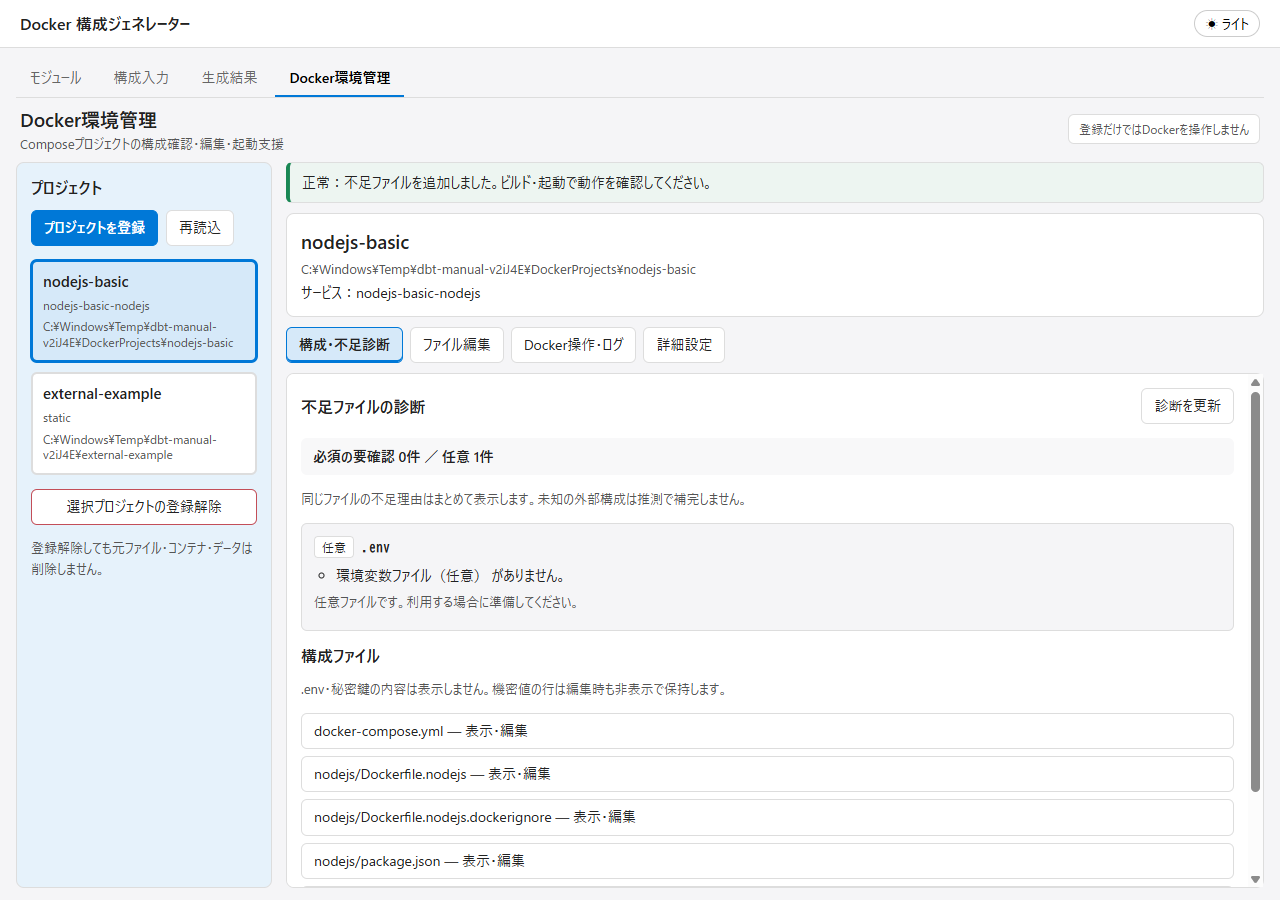 Docker 構成ジェネレーター
ライト
モジュール 構成入力 生成結果 Docker環境管理
Docker環境管理
Composeプロジェクトの構成確認・編集・起動支援
登録だけではDockerを操作しません
プロジェクト
プロジェクトを登録 再読込
nodejs-basic
nodejs-basic-nodejs
C:¥Windows¥Temp¥dbt-manual-
v2iJ4E¥DockerProjects¥nodejs-basic
external-example
static
C:¥Windows¥Temp¥dbt-manual-
v2iJ4E¥external-example
選択プロジェクトの登録解除
登録解除しても元ファイル・コンテナ・データは
削除しません。
正常：不足ファイルを追加しました。ビルド・起動で動作を確認してください。
nodejs-basic
C:¥Windows¥Temp¥dbt-manual-v2iJ4E¥DockerProjects¥nodejs-basic
サービス：nodejs-basic-nodejs
構成・不足診断 ファイル編集 Docker操作・ログ 詳細設定
不足ファイルの診断
診断を更新
必須の要確認 0件 ／ 任意 1件
同じファイルの不足理由はまとめて表示します。未知の外部構成は推測で補完しません。
任意 .env
環境変数ファイル（任意） がありません。
任意ファイルです。利用する場合に準備してください。
構成ファイル
.env・秘密鍵の内容は表示しません。機密値の行は編集時も非表示で保持します。
docker-compose.yml — 表示・編集
nodejs/Dockerfile.nodejs — 表示・編集
nodejs/Dockerfile.nodejs.dockerignore — 表示・編集
nodejs/package.json — 表示・編集